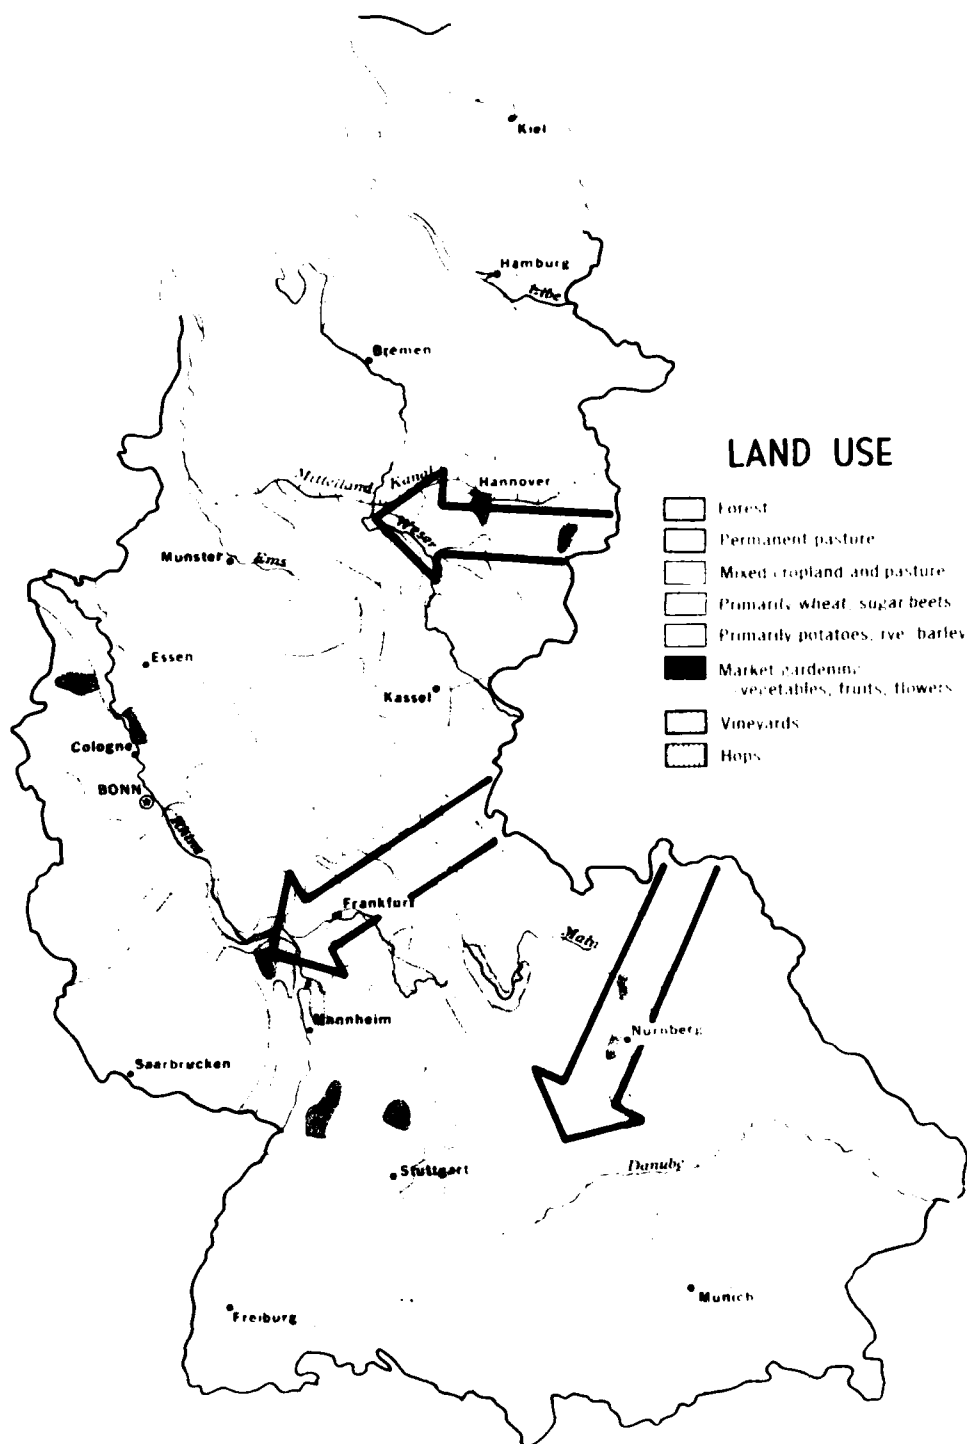 Kiel
Hamburg
Elbe
Bremen
Mittelland Kanal
Hannover
Weser
Munster
Ems
Essen
Kassel
Cologne
BONN
Rhine
Frankfurt
Main
Mannheim
Nurnberg
Saarbrucken
Stuttgart
Danube
Munich
Freiburg
LAND USE
Forest
Permanent pasture
Mixed cropland and pasture
Primarily wheat, sugar beets
Primarily potatoes, rye, barley
Market gardening
vegetables, fruits, flowers
Vineyards
Hops